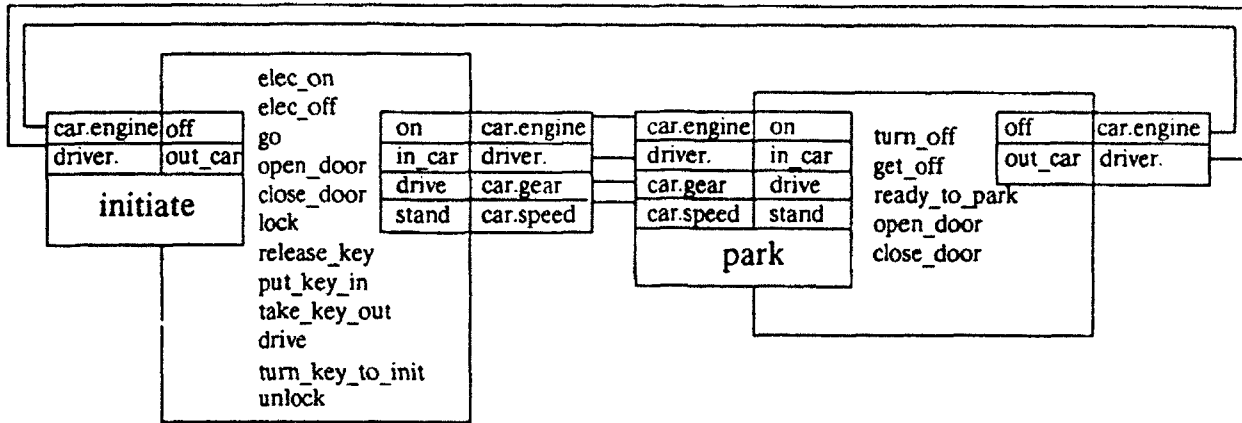 elec_on
elec_off
go
open_door
close_door
lock
release_key
put_key_in
take_key_out
drive
turn_key_to_init
unlock
car.engine off
driver. out_car
initiate
on car.engine
in_car driver.
drive car.gear
stand car.speed
car.engine on
driver. in_car
car.gear drive
car.speed stand
park
turn_off
get_off
ready_to_park
open_door
close_door
off car.engine
out_car driver.